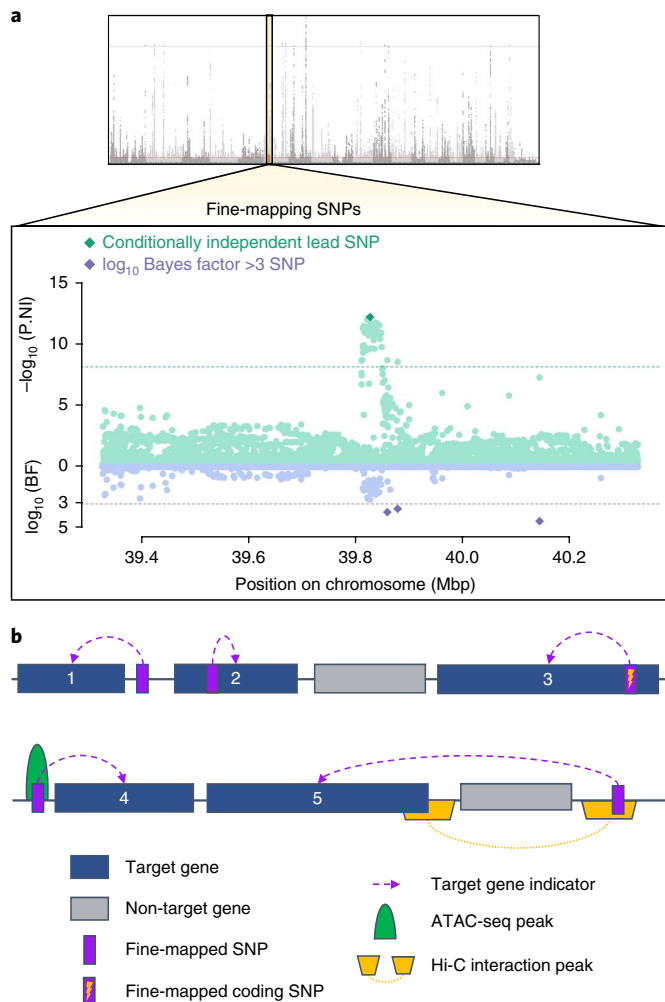 a
Fine-mapping SNPs
Conditionally independent lead SNP
log10 Bayes factor >3 SNP
15
10
5
0
3
5
–log10 (P.NI)
log10 (BF)
39.4 39.6 39.8 40.0 40.2
Position on chromosome (Mbp)
b
1 2 3
4 5
Target gene
Non-target gene
Fine-mapped SNP
Fine-mapped coding SNP
Target gene indicator
ATAC-seq peak
Hi-C interaction peak